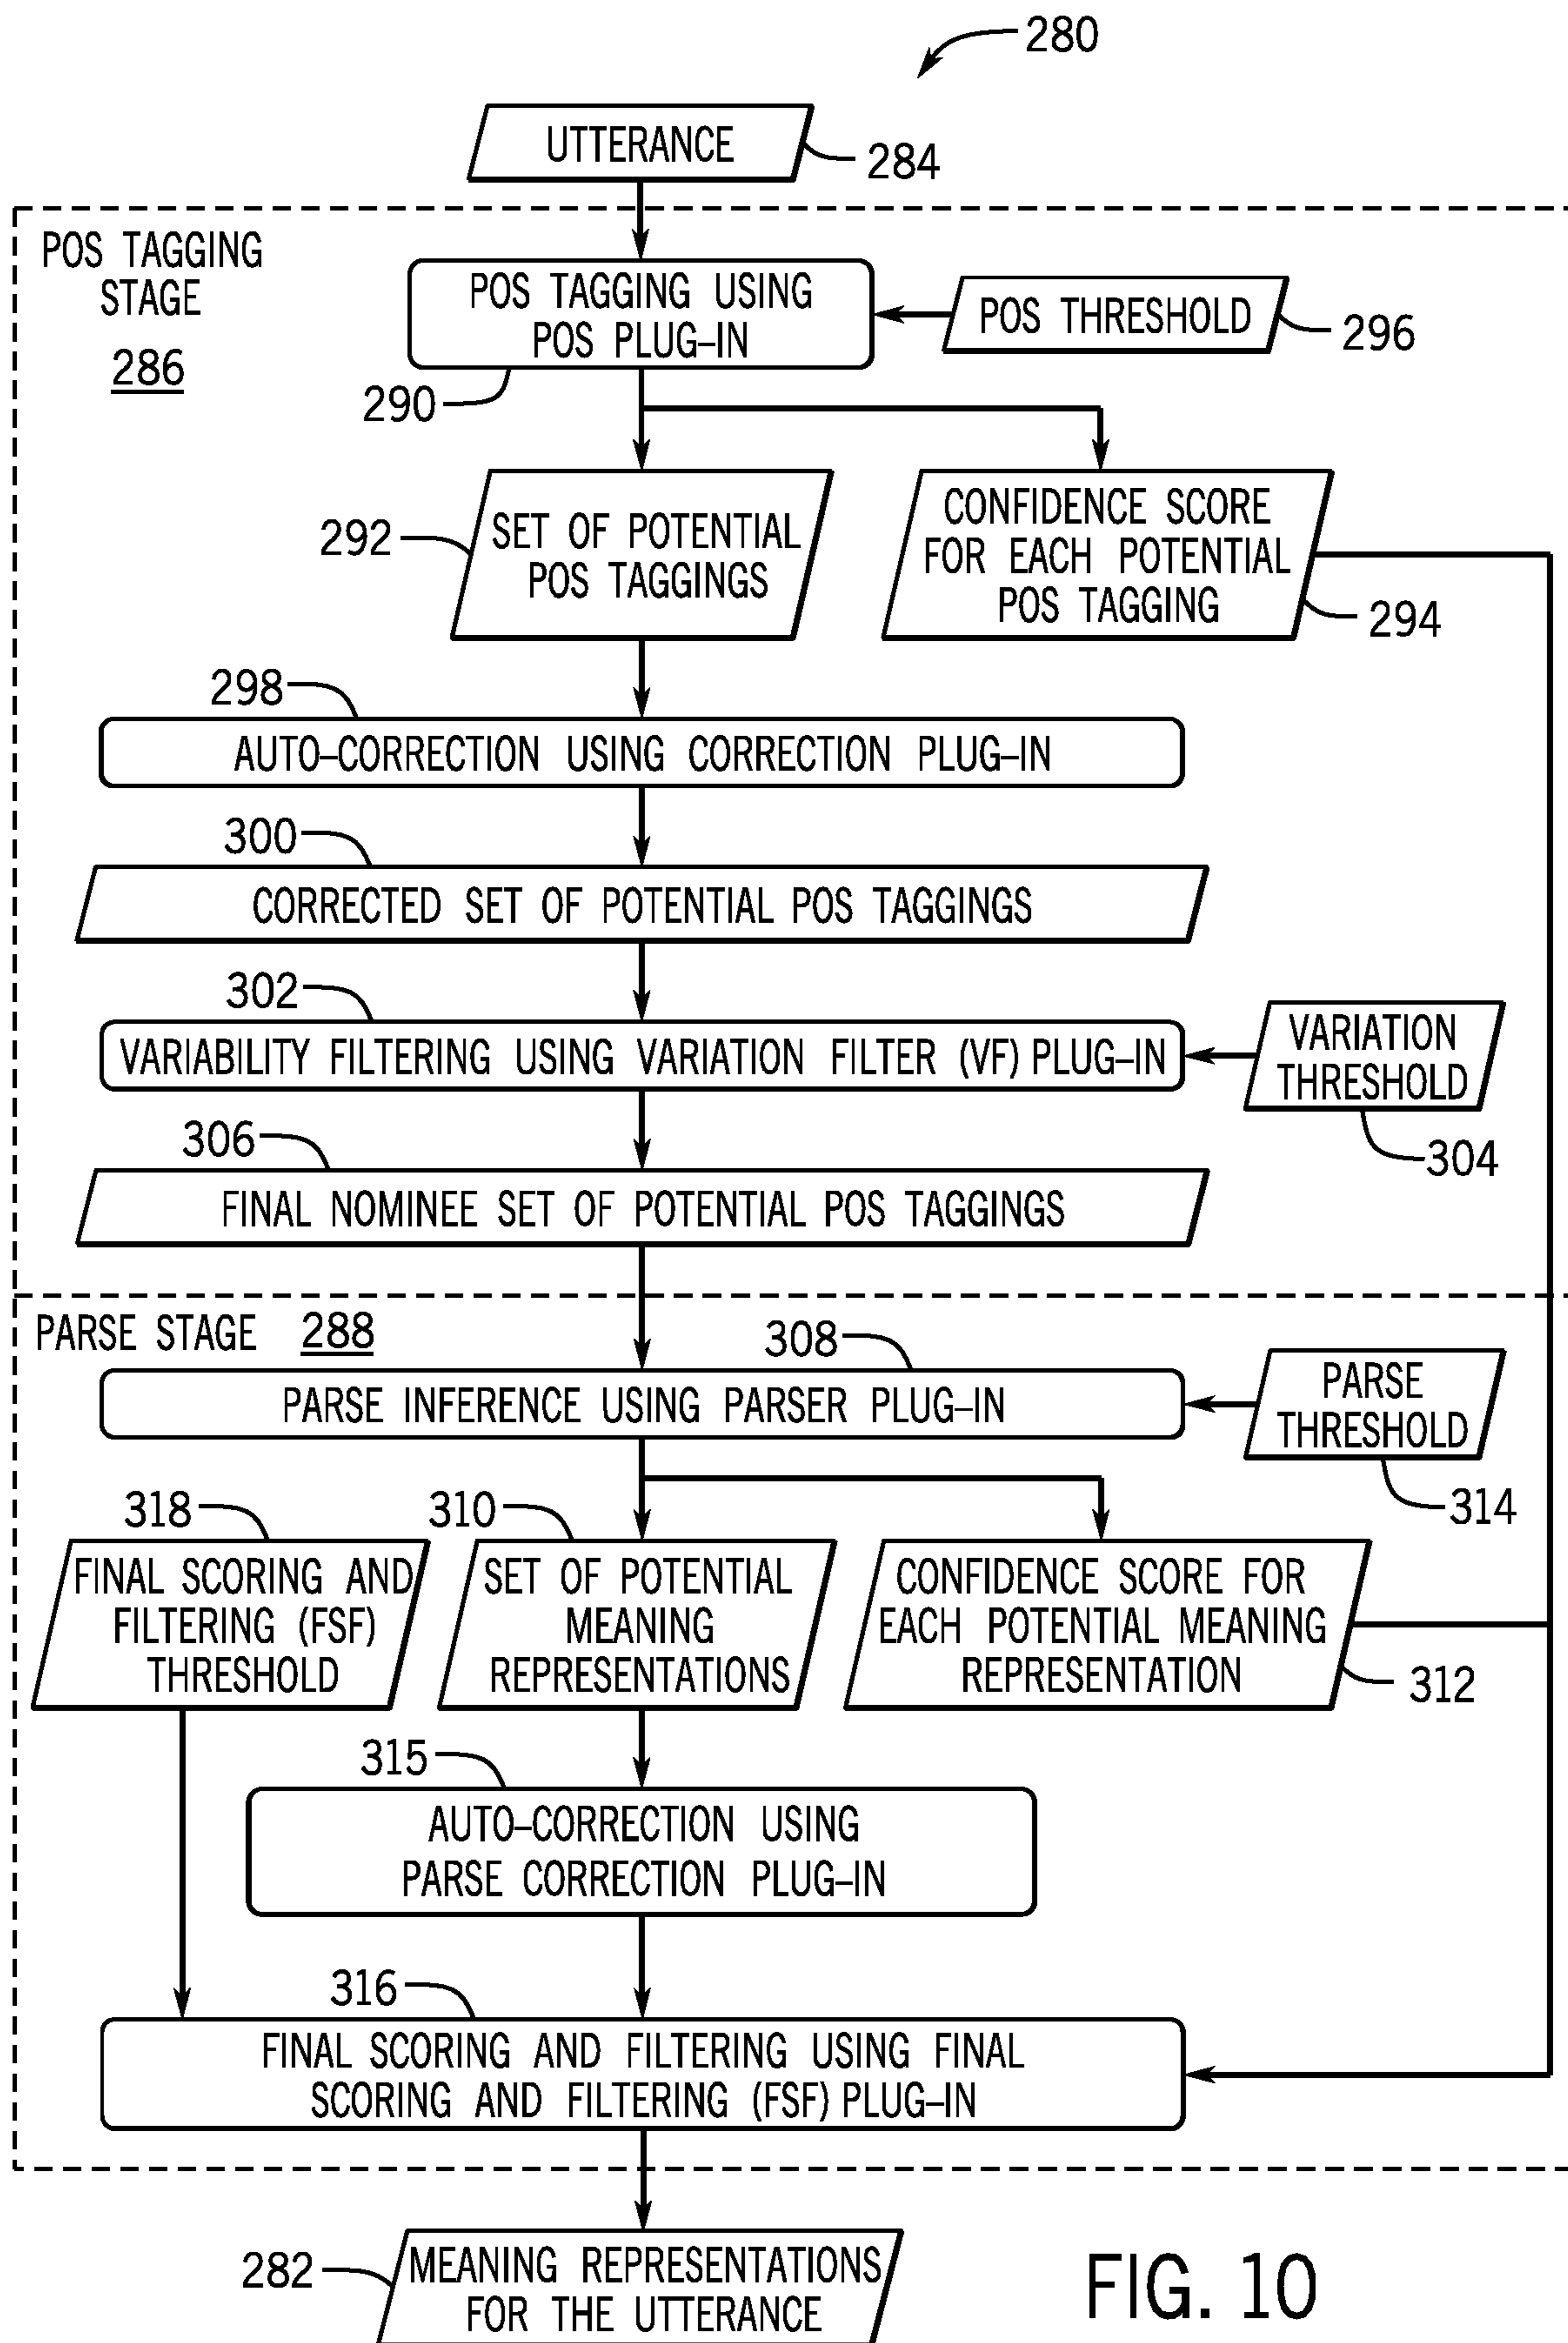 280
UTTERANCE
284
POS TAGGING
STAGE
286
POS TAGGING USING
POS PLUG-IN
290
POS THRESHOLD
296
292
SET OF POTENTIAL
POS TAGGINGS
CONFIDENCE SCORE
FOR EACH POTENTIAL
POS TAGGING
294
298
AUTO-CORRECTION USING CORRECTION PLUG-IN
300
CORRECTED SET OF POTENTIAL POS TAGGINGS
302
VARIABILITY FILTERING USING VARIATION FILTER (VF) PLUG-IN
VARIATION
THRESHOLD
304
306
FINAL NOMINEE SET OF POTENTIAL POS TAGGINGS
PARSE STAGE 288
308
PARSE INFERENCE USING PARSER PLUG-IN
PARSE
THRESHOLD
314
318
FINAL SCORING AND
FILTERING (FSF)
THRESHOLD
310
SET OF POTENTIAL
MEANING
REPRESENTATIONS
CONFIDENCE SCORE FOR
EACH POTENTIAL MEANING
REPRESENTATION
312
315
AUTO-CORRECTION USING
PARSE CORRECTION PLUG-IN
316
FINAL SCORING AND FILTERING USING FINAL
SCORING AND FILTERING (FSF) PLUG-IN
282
MEANING REPRESENTATIONS
FOR THE UTTERANCE
FIG. 10